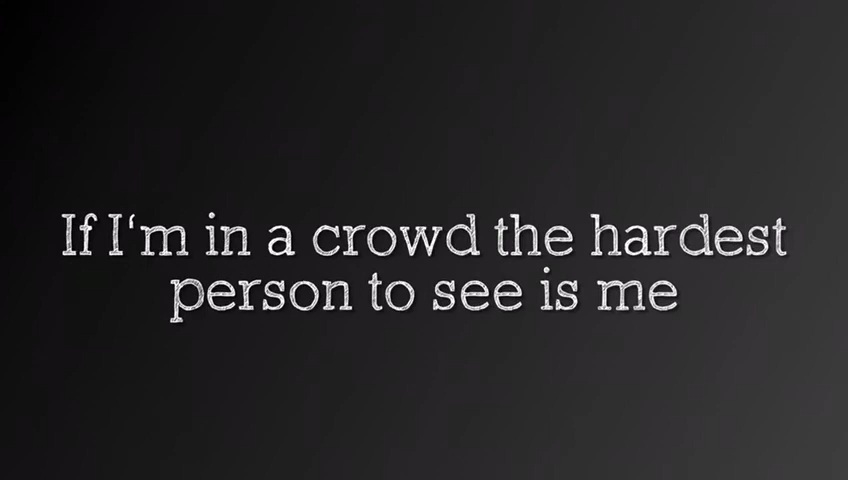 If I‘m in a crowd the hardest
person to see is me